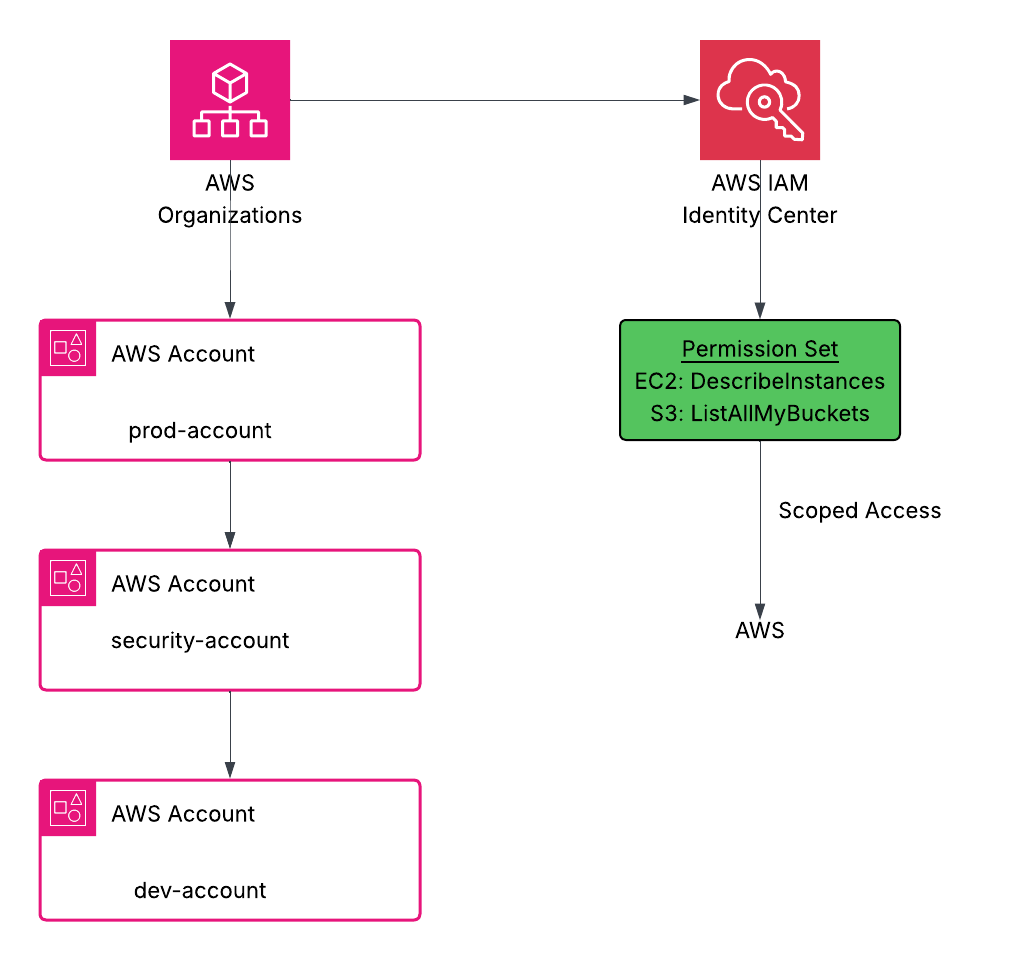 AWS
Organizations
AWS IAM
Identity Center
AWS Account
prod-account
Permission Set
EC2: DescribeInstances
S3: ListAllMyBuckets
Scoped Access
AWS Account
security-account
AWS
AWS Account
dev-account